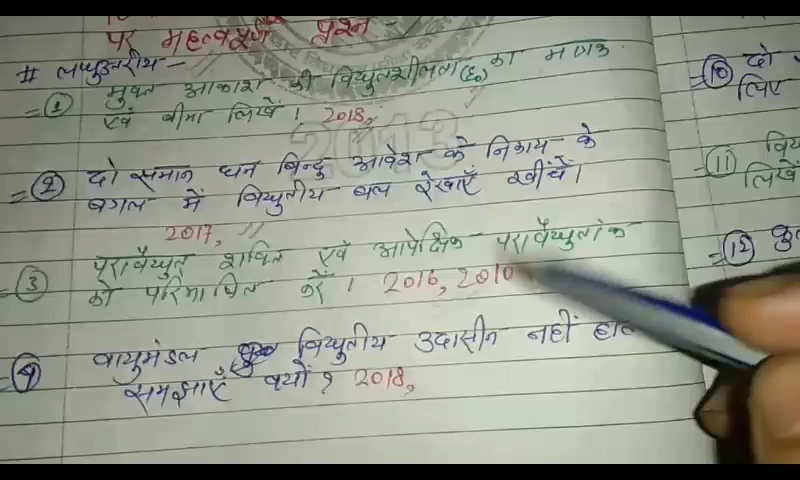 पर महत्वपूर्ण प्रश्न-
# लघुउत्तरीय -
⇒ ① मुक्त आकाश की विद्युतशीलता(ε₀) का मात्रक
एवं बीमा लिखें। 2018,
2013
⇒ ② दो समान धन बिन्दु आवेश के निकाय के
बगल में विद्युतीय बल रेखाएँ खींचें।
2017,
⇒ ③ परावैद्युत शक्ति एवं आपेक्षिक परावैद्युतांक
को परिभाषित करें। 2016, 2010
⇒ ④ वायुमंडल विद्युतीय उदासीन नहीं
समझाएँ क्यों? 2018,
⇒ ⑩ दो
लिए
⇒ ⑪
लिखें
⇒ ⑫